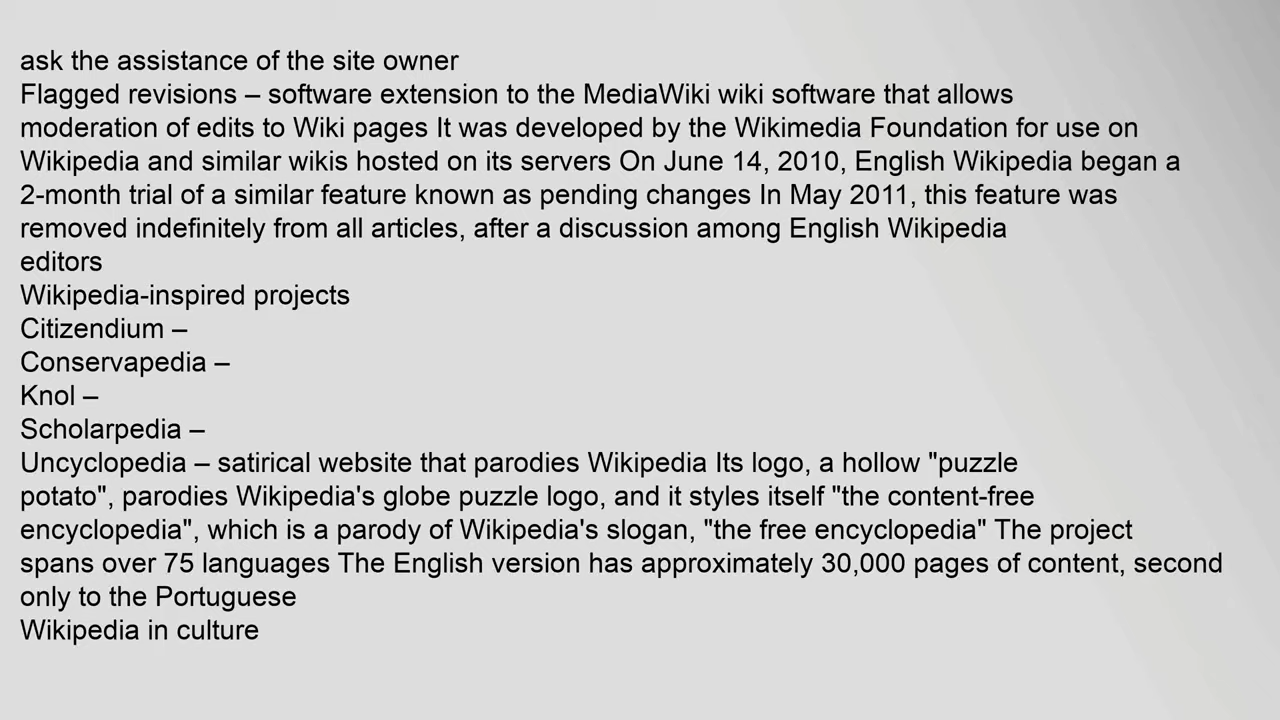 ask the assistance of the site owner
Flagged revisions – software extension to the MediaWiki wiki software that allows
moderation of edits to Wiki pages It was developed by the Wikimedia Foundation for use on
Wikipedia and similar wikis hosted on its servers On June 14, 2010, English Wikipedia began a
2-month trial of a similar feature known as pending changes In May 2011, this feature was
removed indefinitely from all articles, after a discussion among English Wikipedia
editors
Wikipedia-inspired projects
Citizendium –
Conservapedia –
Knol –
Scholarpedia –
Uncyclopedia – satirical website that parodies Wikipedia Its logo, a hollow "puzzle
potato", parodies Wikipedia's globe puzzle logo, and it styles itself "the content-free
encyclopedia", which is a parody of Wikipedia's slogan, "the free encyclopedia" The project
spans over 75 languages The English version has approximately 30,000 pages of content, second
only to the Portuguese
Wikipedia in culture